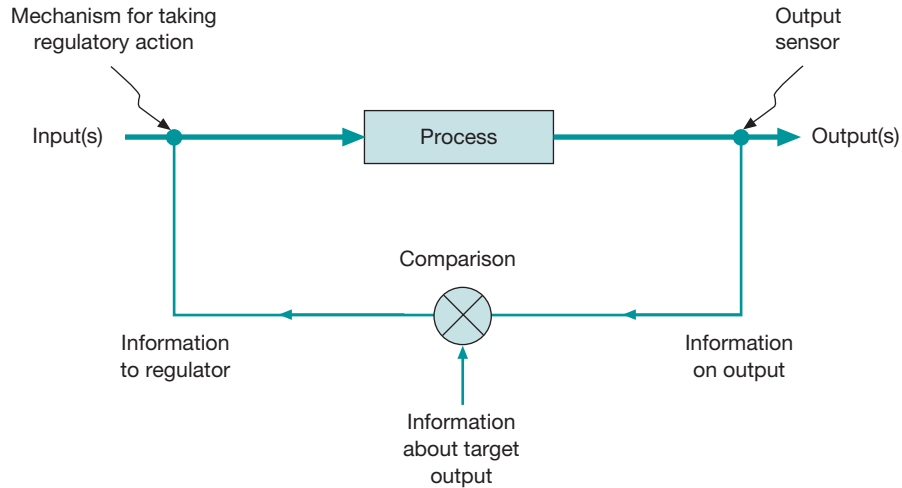 Mechanism for taking
regulatory action
Output
sensor
Input(s)
Process
Output(s)
Comparison
Information
to regulator
Information
on output
Information
about target
output